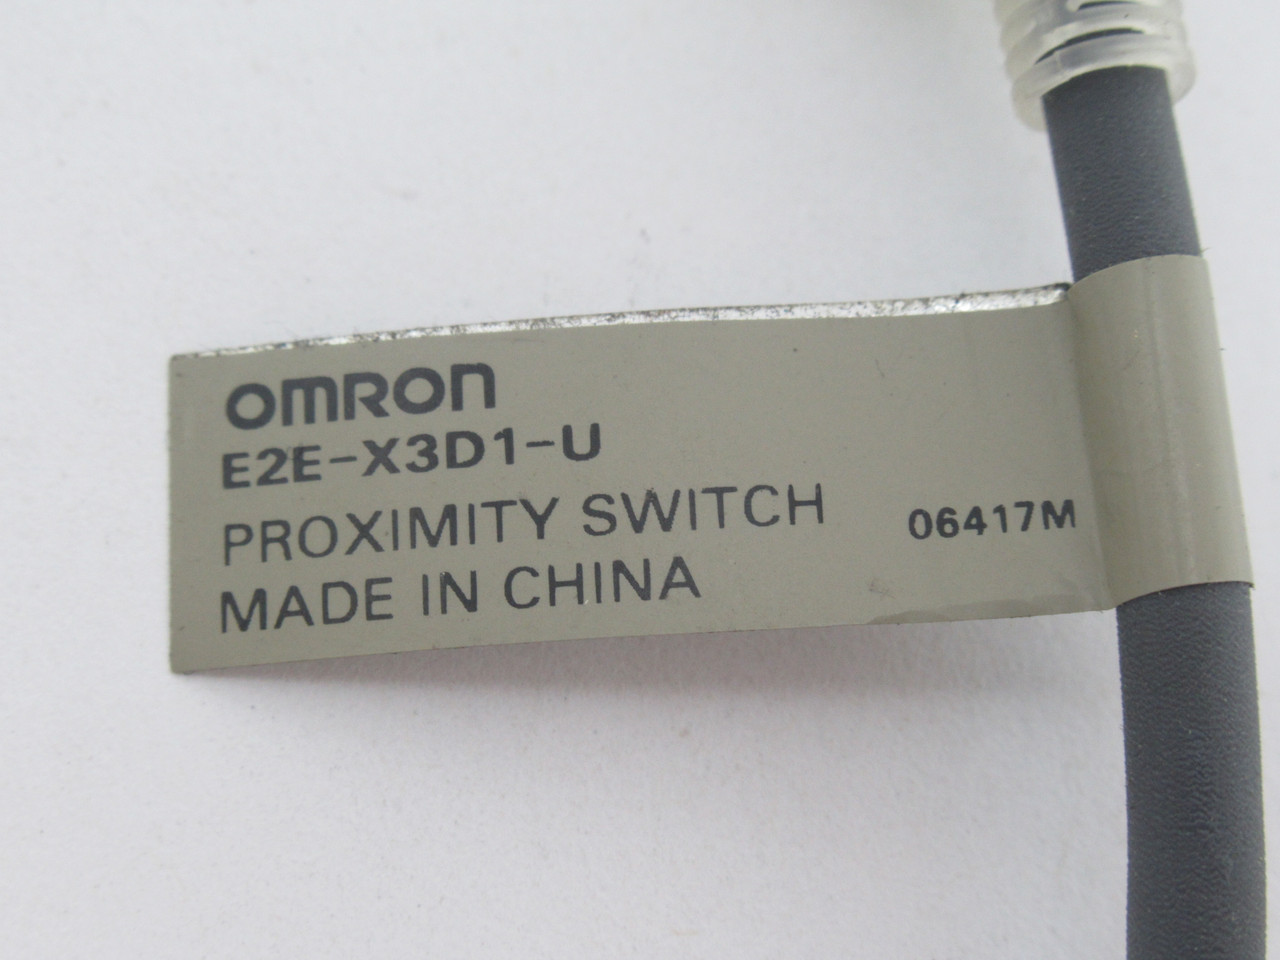 OMRON
E2E-X3D1-U
PROXIMITY SWITCH
06417M
MADE IN CHINA